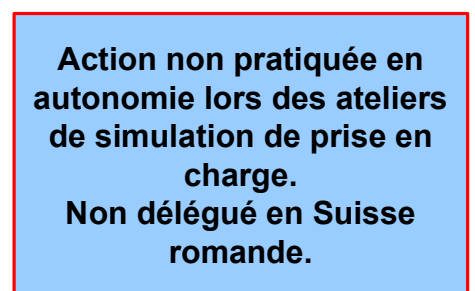 Action non pratiquée en
autonomie lors des ateliers
de simulation de prise en
charge.
Non délégué en Suisse
romande.